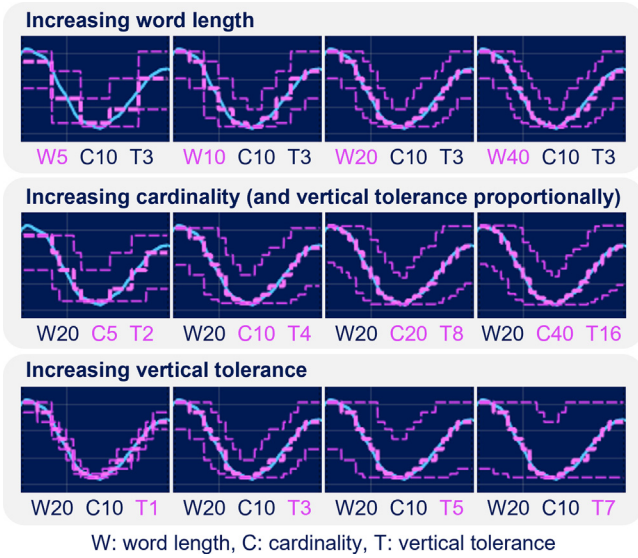 Increasing word length
W5 C10 T3 W10 C10 T3 W20 C10 T3 W40 C10 T3
Increasing cardinality (and vertical tolerance proportionally)
W20 C5 T2 W20 C10 T4 W20 C20 T8 W20 C40 T16
Increasing vertical tolerance
W20 C10 T1 W20 C10 T3 W20 C10 T5 W20 C10 T7
W: word length, C: cardinality, T: vertical tolerance